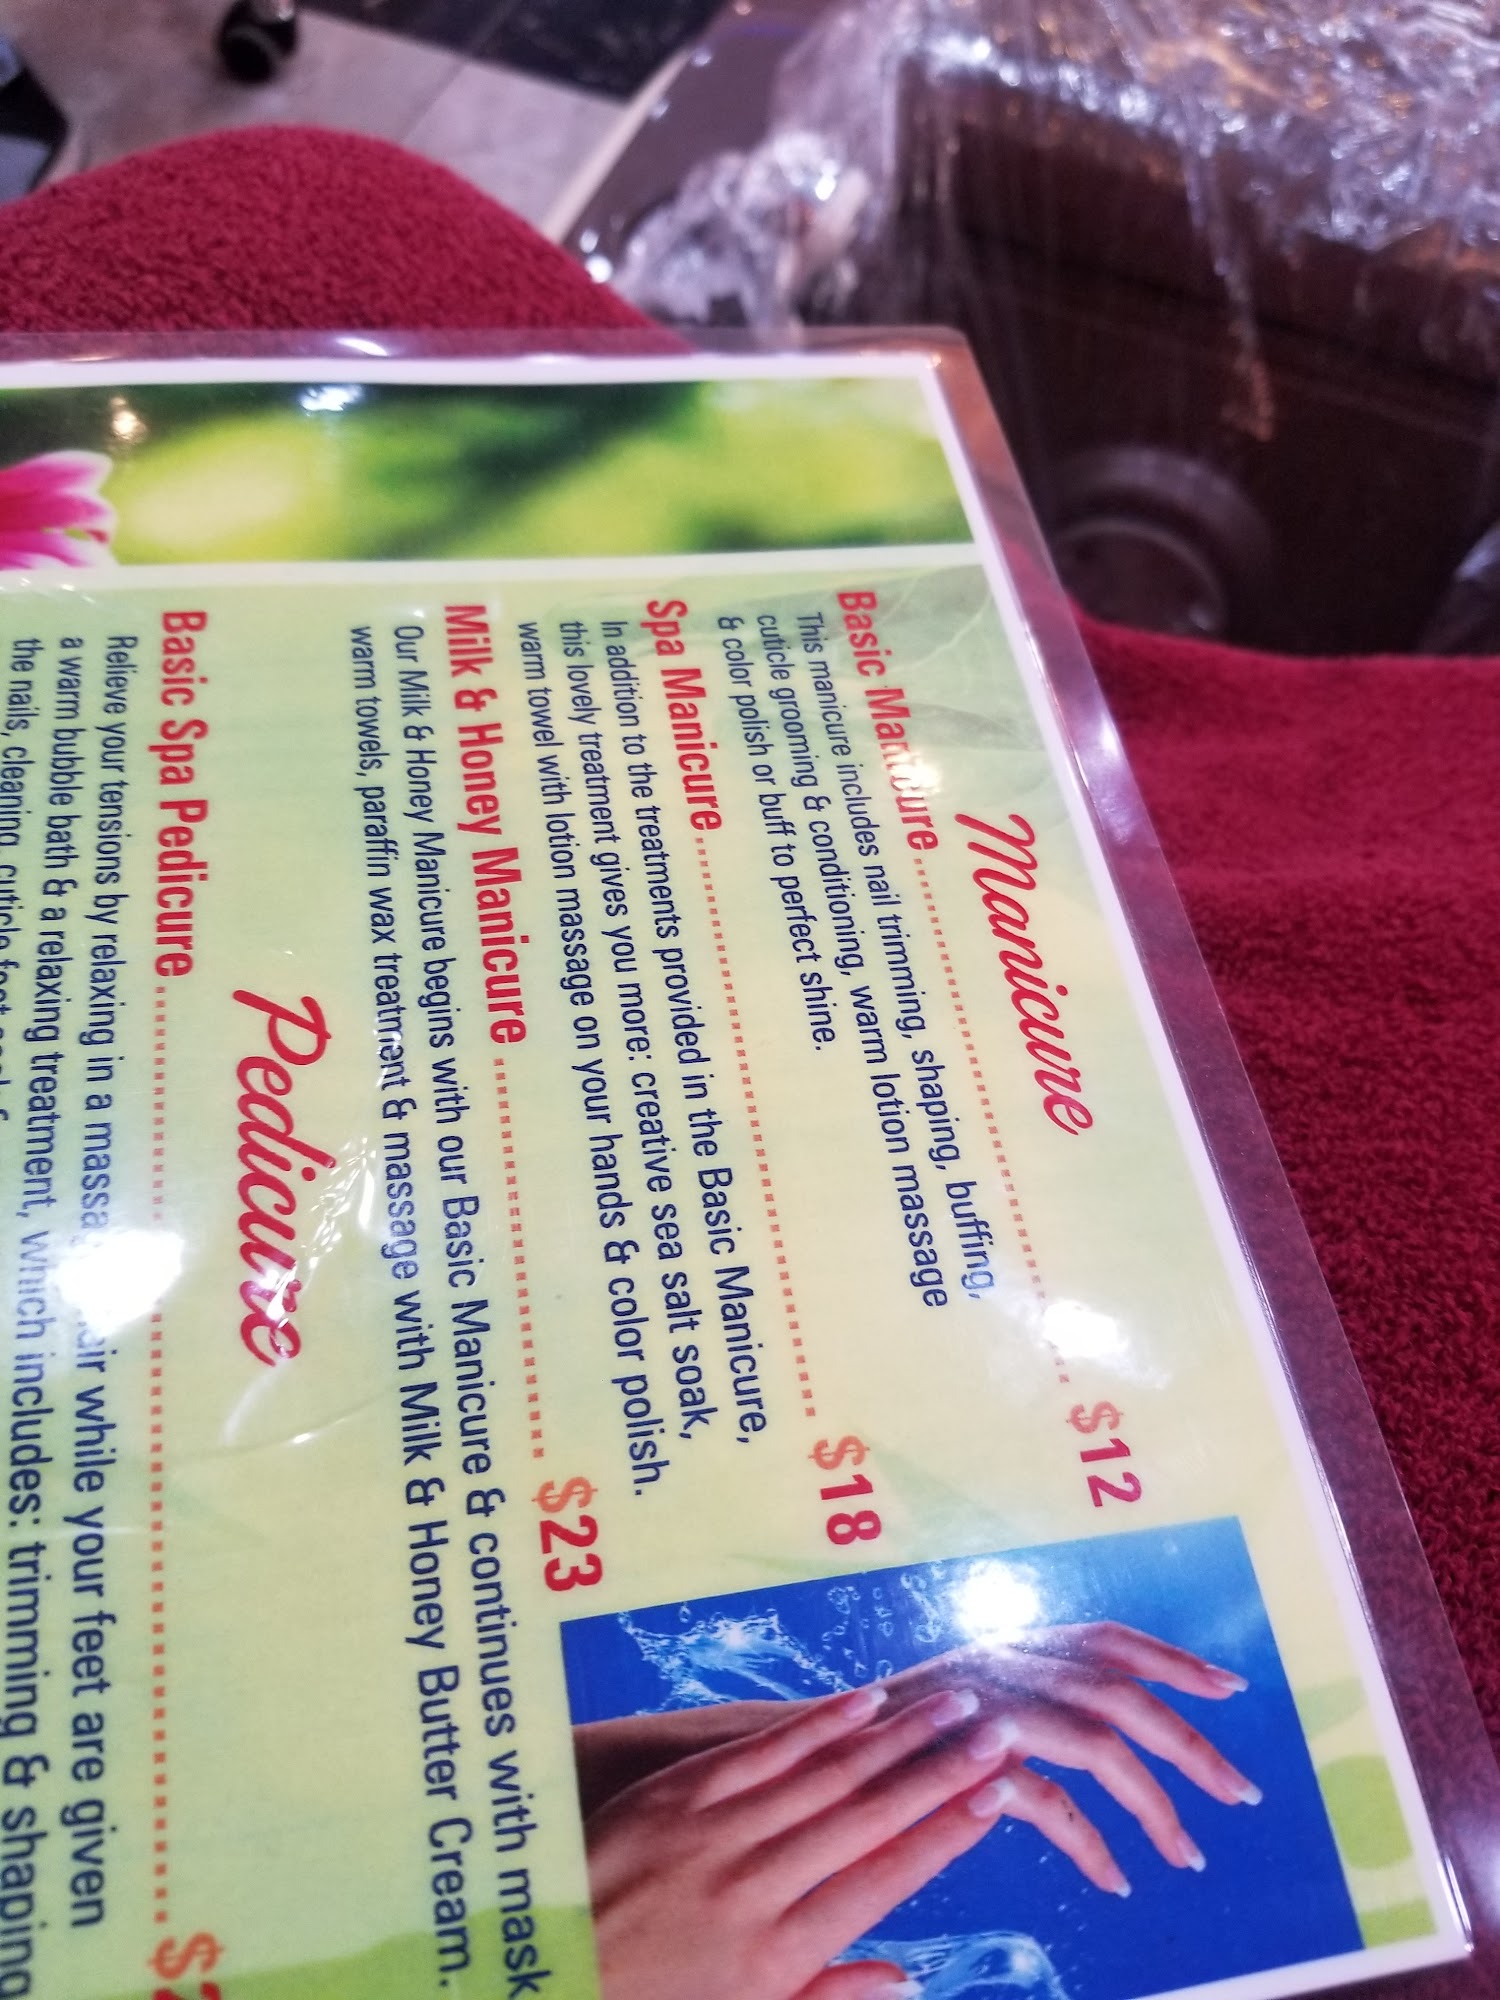 Manicure
Basic Manicure ........ $12
This manicure includes nail trimming, shaping, buffing,
cuticle grooming & conditioning, warm lotion massage
& color polish or buff to perfect shine.
Spa Manicure ........ $18
In addition to the treatments provided in the Basic Manicure,
this lovely treatment gives you more: creative sea salt soak,
warm towel with lotion massage on your hands & color polish.
Milk & Honey Manicure ........ $23
Our Milk & Honey Manicure begins with our Basic Manicure & continues with mask
warm towels, paraffin wax treatment & massage with Milk & Honey Butter Cream.
Pedicure
Basic Spa Pedicure ........ $2
Relieve your tensions by relaxing in a massage chair while your feet are given
a warm bubble bath & a relaxing treatment, which includes: trimming & shaping
the nails, cleaning